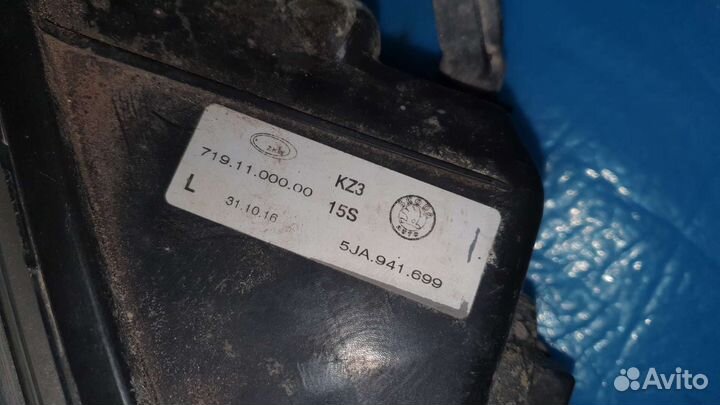 719.11.000.00 KZ3
L 31.10.16 15S
5JA.941.699
Avito